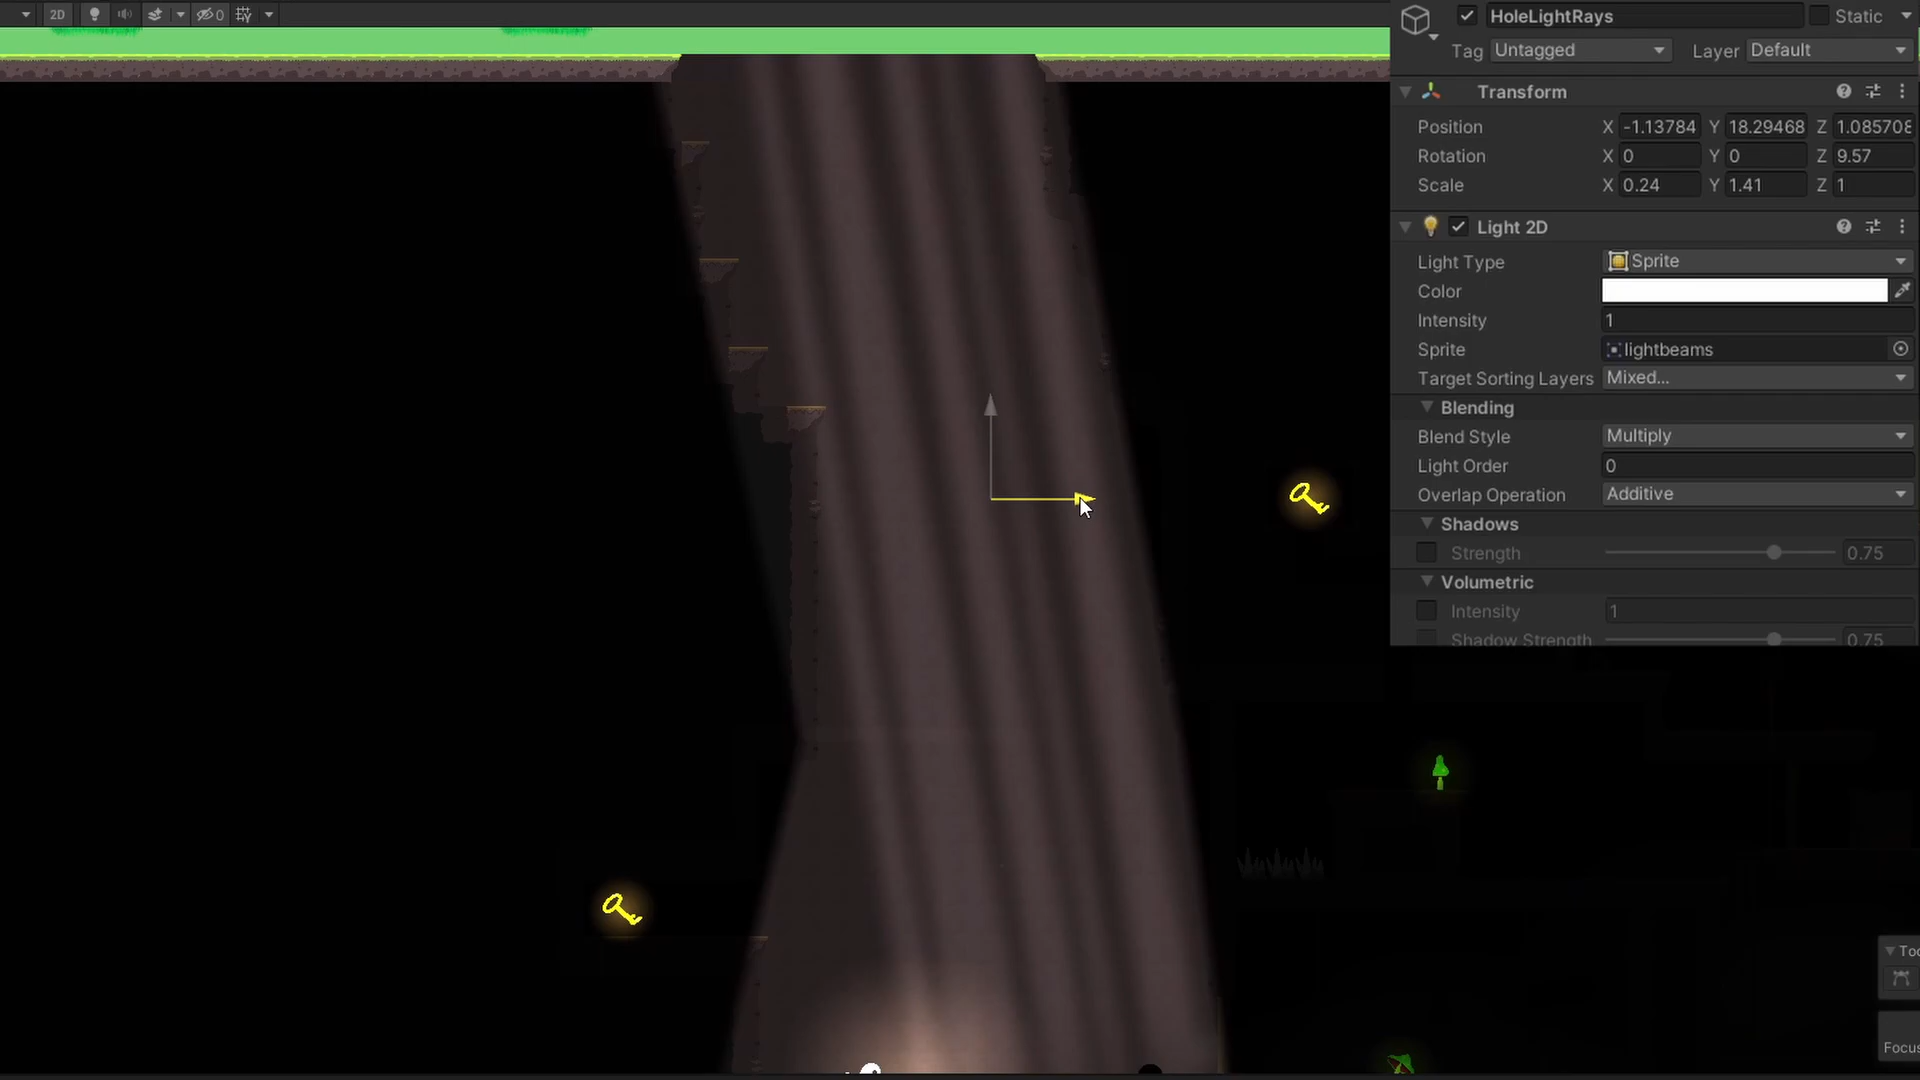 2D 0
HoleLightRays Static
Tag Untagged Layer Default
Transform
Position X -1.13784 Y 18.29468 Z 1.085708
Rotation X 0 Y 0 Z 9.57
Scale X 0.24 Y 1.41 Z 1
Light 2D
Light Type Sprite
Color
Intensity 1
Sprite lightbeams
Target Sorting Layers Mixed...
Blending
Blend Style Multiply
Light Order 0
Overlap Operation Additive
Shadows
Strength 0.75
Volumetric
Intensity 1
Shadow Strength 0.75
Too
Focus